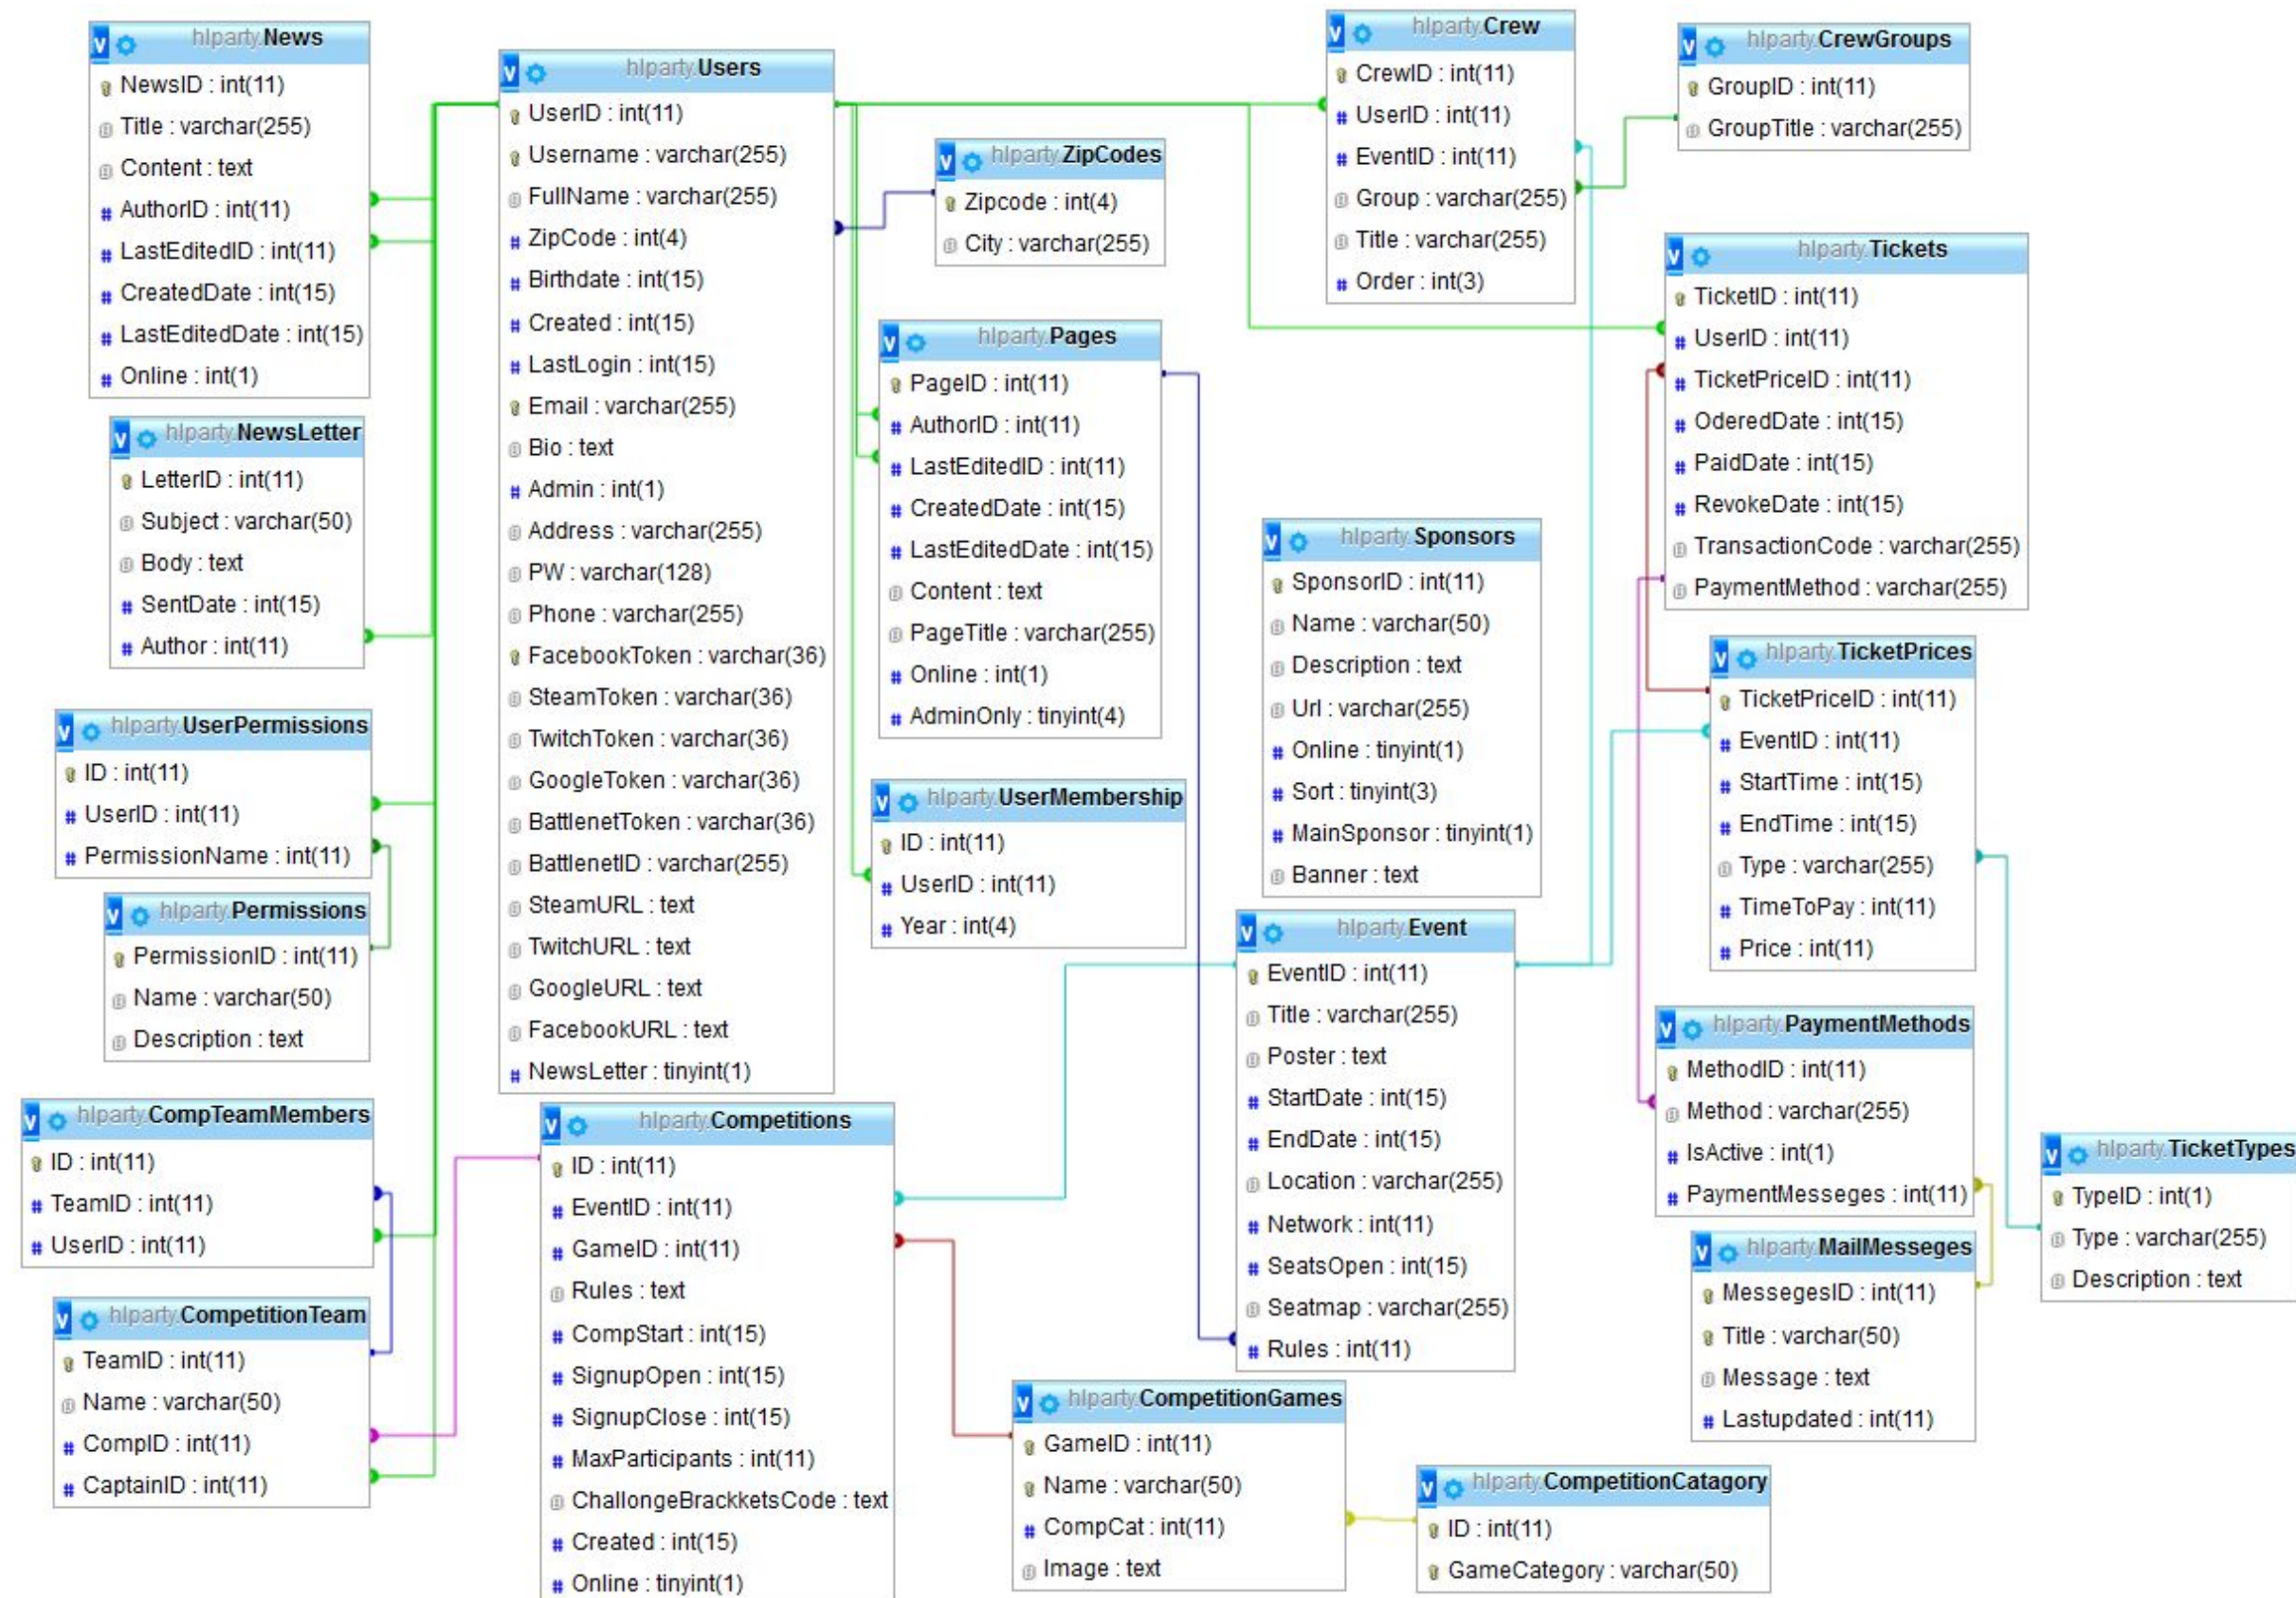 hlparty.News
NewsID : int(11)
Title : varchar(255)
Content : text
AuthorID : int(11)
LastEditedID : int(11)
CreatedDate : int(15)
LastEditedDate : int(15)
Online : int(1)
hlparty.NewsLetter
LetterID : int(11)
Subject : varchar(50)
Body : text
SentDate : int(15)
Author : int(11)
hlparty.UserPermissions
ID : int(11)
UserID : int(11)
PermissionName : int(11)
hlparty.Permissions
PermissionID : int(11)
Name : varchar(50)
Description : text
hlparty.CompTeamMembers
ID : int(11)
TeamID : int(11)
UserID : int(11)
hlparty.CompetitionTeam
TeamID : int(11)
Name : varchar(50)
CompID : int(11)
CaptainID : int(11)
hlparty.Users
UserID : int(11)
Username : varchar(255)
FullName : varchar(255)
ZipCode : int(4)
Birthdate : int(15)
Created : int(15)
LastLogin : int(15)
Email : varchar(255)
Bio : text
Admin : int(1)
Address : varchar(255)
PW : varchar(128)
Phone : varchar(255)
FacebookToken : varchar(36)
SteamToken : varchar(36)
TwitchToken : varchar(36)
GoogleToken : varchar(36)
BattlenetToken : varchar(36)
BattlenetID : varchar(255)
SteamURL : text
TwitchURL : text
GoogleURL : text
FacebookURL : text
NewsLetter : tinyint(1)
hlparty.Competitions
ID : int(11)
EventID : int(11)
GameID : int(11)
Rules : text
CompStart : int(15)
SignupOpen : int(15)
SignupClose : int(15)
MaxParticipants : int(11)
ChallongeBrackketsCode : text
Created : int(15)
Online : tinyint(1)
hlparty.ZipCodes
Zipcode : int(4)
City : varchar(255)
hlparty.Pages
PageID : int(11)
AuthorID : int(11)
LastEditedID : int(11)
CreatedDate : int(15)
LastEditedDate : int(15)
Content : text
PageTitle : varchar(255)
Online : int(1)
AdminOnly : tinyint(4)
hlparty.UserMembership
ID : int(11)
UserID : int(11)
Year : int(4)
hlparty.Crew
CrewID : int(11)
UserID : int(11)
EventID : int(11)
Group : varchar(255)
Title : varchar(255)
Order : int(3)
hlparty.Sponsors
SponsorID : int(11)
Name : varchar(50)
Description : text
Url : varchar(255)
Online : tinyint(1)
Sort : tinyint(3)
MainSponsor : tinyint(1)
Banner : text
hlparty.Event
EventID : int(11)
Title : varchar(255)
Poster : text
StartDate : int(15)
EndDate : int(15)
Location : varchar(255)
Network : int(11)
SeatsOpen : int(15)
Seatmap : varchar(255)
Rules : int(11)
hlparty.CompetitionGames
GameID : int(11)
Name : varchar(50)
CompCat : int(11)
Image : text
hlparty.CompetitionCatagory
ID : int(11)
GameCategory : varchar(50)
hlparty.CrewGroups
GroupID : int(11)
GroupTitle : varchar(255)
hlparty.Tickets
TicketID : int(11)
UserID : int(11)
TicketPriceID : int(11)
OderedDate : int(15)
PaidDate : int(15)
RevokeDate : int(15)
TransactionCode : varchar(255)
PaymentMethod : varchar(255)
hlparty.TicketPrices
TicketPriceID : int(11)
EventID : int(11)
StartTime : int(15)
EndTime : int(15)
Type : varchar(255)
TimeToPay : int(11)
Price : int(11)
hlparty.PaymentMethods
MethodID : int(11)
Method : varchar(255)
IsActive : int(1)
PaymentMesseges : int(11)
hlparty.MailMesseges
MessegesID : int(11)
Title : varchar(50)
Message : text
Lastupdated : int(11)
hlparty.TicketTypes
TypeID : int(1)
Type : varchar(255)
Description : text